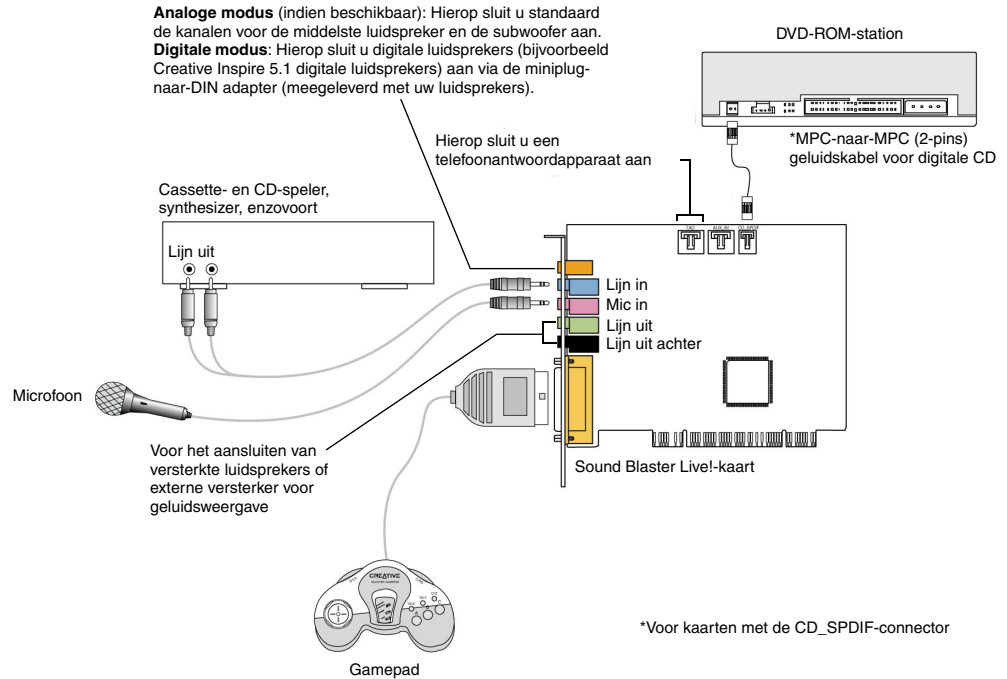 Analoge modus (indien beschikbaar): Hierop sluit u standaard
de kanalen voor de middelste luidspreker en de subwoofer aan.
Digitale modus: Hierop sluit u digitale luidsprekers (bijvoorbeeld
Creative Inspire 5.1 digitale luidsprekers) aan via de miniplug-
naar-DIN adapter (meegeleverd met uw luidsprekers).
DVD-ROM-station
*MPC-naar-MPC (2-pins)
geluidskabel voor digitale CD
Hierop sluit u een
telefoonantwoordapparaat aan
Cassette- en CD-speler,
synthesizer, enzovoort
Lijn uit
TAD
AUX_IN
CD_SPDIF
Lijn in
Mic in
Lijn uit
Lijn uit achter
Microfoon
Voor het aansluiten van
versterkte luidsprekers of
externe versterker voor
geluidsweergave
Sound Blaster Live!-kaart
CREATIVE
Gamepad
*Voor kaarten met de CD_SPDIF-connector